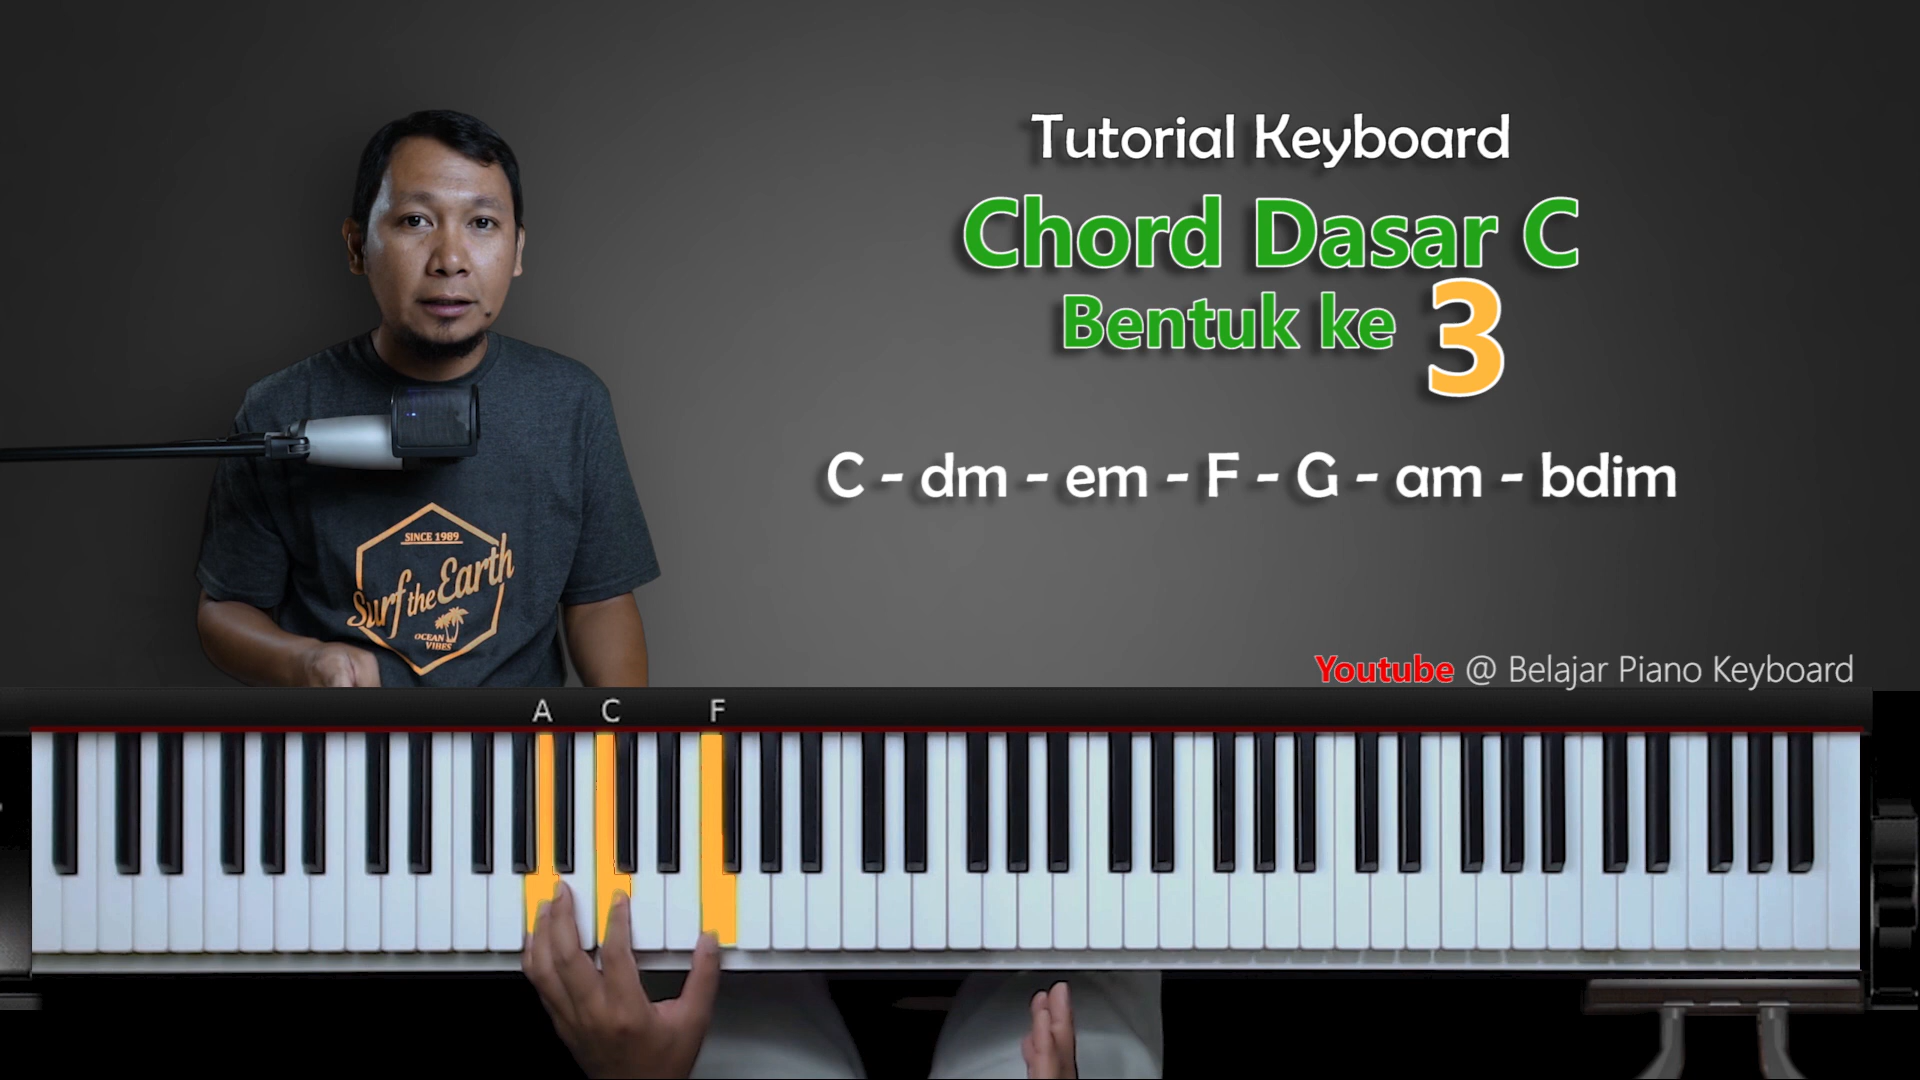 Tutorial Keyboard
Chord Dasar C
Bentuk ke 3
C - dm - em - F - G - am - bdim
SINCE 1989
Surf the Earth
OCEAN
VIBES
Youtube @ Belajar Piano Keyboard
A C F